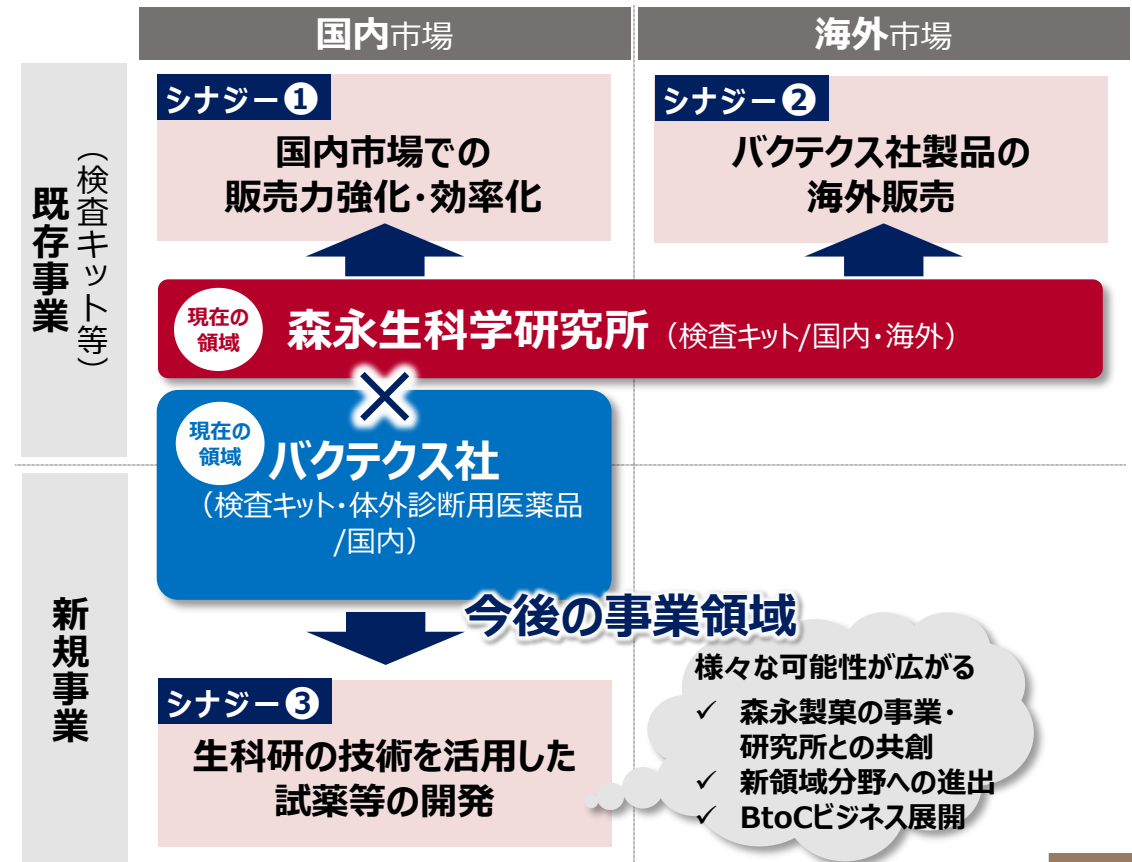 国内市場
海外市場
既存事業
（検査キット等）
シナジー❶
国内市場での
販売力強化・効率化
シナジー❷
バクテクス社製品の
海外販売
現在の
領域
森永生科学研究所（検査キット/国内・海外）
×
現在の
領域
バクテクス社
（検査キット・体外診断用医薬品
/国内）
新規事業
今後の事業領域
シナジー❸
生科研の技術を活用した
試薬等の開発
様々な可能性が広がる
✓ 森永製菓の事業・
研究所との共創
✓ 新領域分野への進出
✓ BtoCビジネス展開